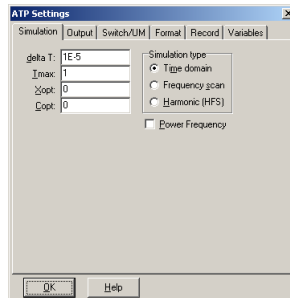 ATP Settings
Simulation Output Switch/UM Format Record Variables
delta T: 1E-5
Tmax: 1
Xopt: 0
Copt: 0
Simulation type
Time domain
Frequency scan
Harmonic (HFS)
Power Frequency
OK Help